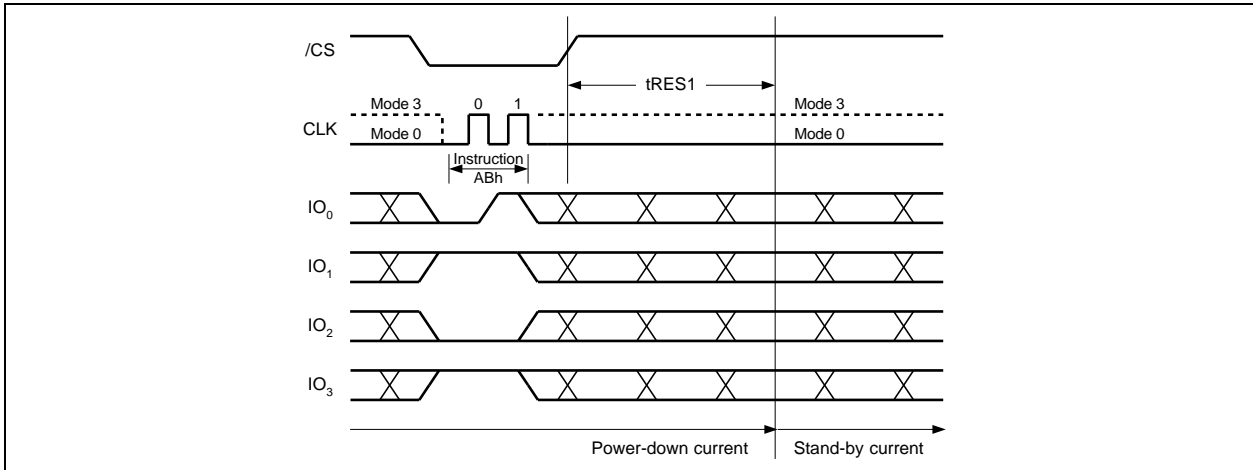 /CS
tRES1
Mode 3 0 1 Mode 3
CLK
Mode 0 Mode 0
Instruction
ABh
IO0
IO1
IO2
IO3
Power-down current Stand-by current